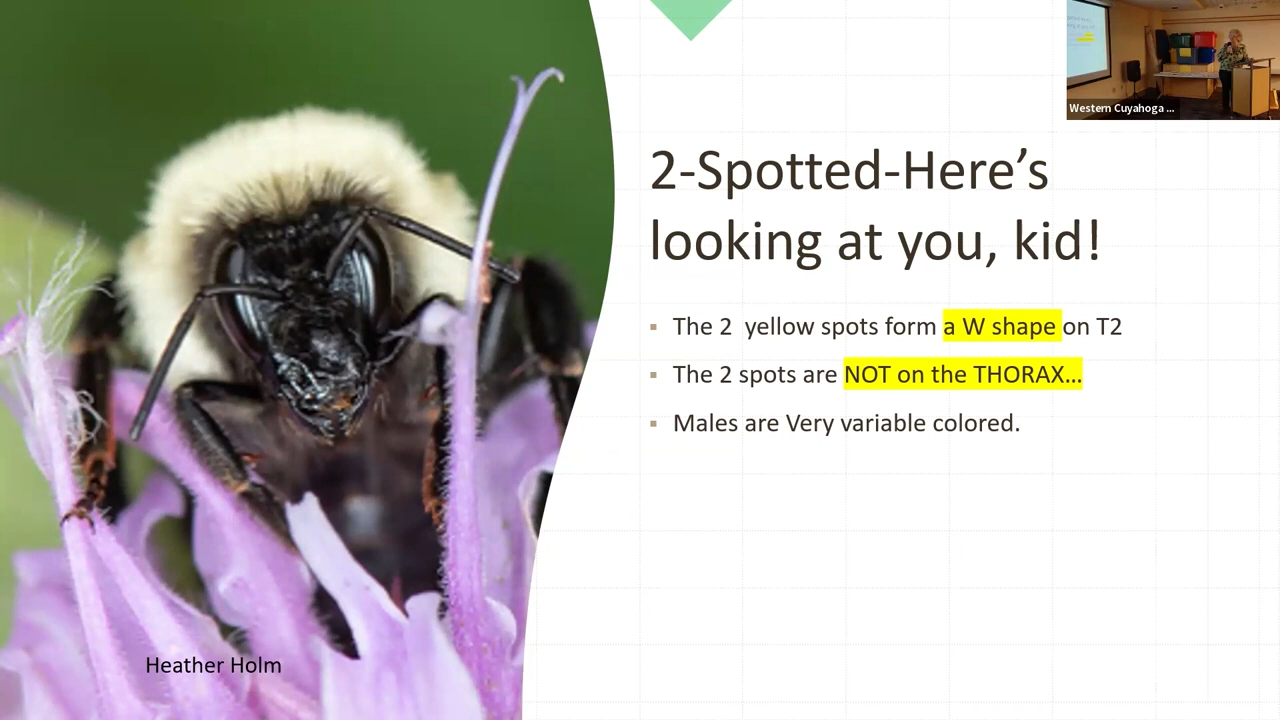 Western Cuyahoga ...
2-Spotted-Here’s
looking at you, kid!
The 2  yellow spots form a W shape on T2
The 2 spots are NOT on the THORAX…
Males are Very variable colored.
Heather Holm